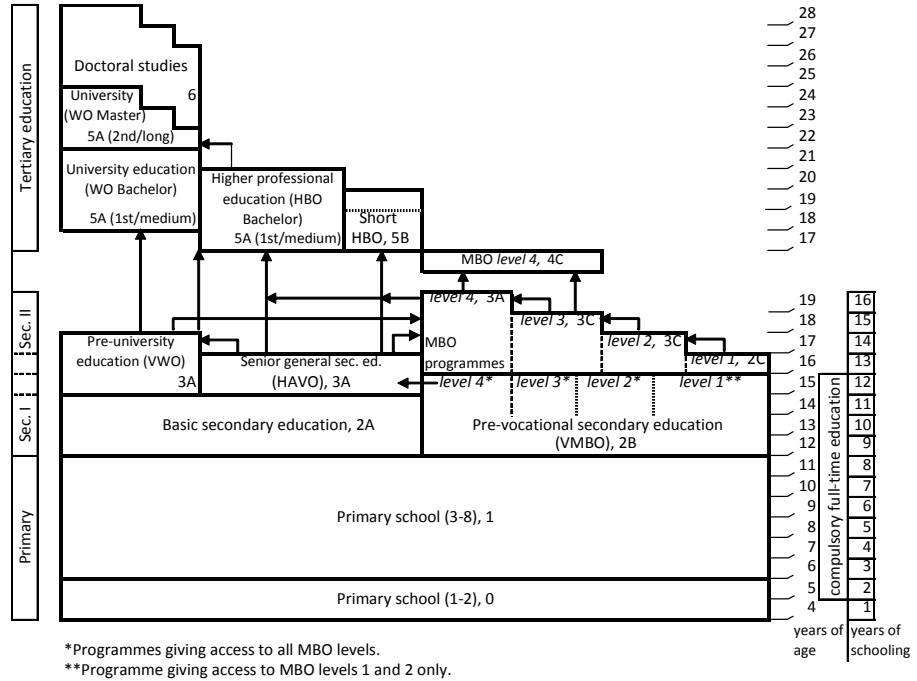 Tertiary education
Sec. II
Sec. I
Primary
Doctoral studies
6
University
(WO Master)
5A (2nd/long)
University education
(WO Bachelor)
5A (1st/medium)
Higher professional
education (HBO
Bachelor)
5A (1st/medium)
Short
HBO, 5B
MBO level 4, 4C
level 4, 3A
level 3, 3C
level 2, 3C
level 1, 2C
MBO
programmes
Pre-university
education (VWO)
3A
Senior general sec. ed.
(HAVO), 3A
level 4*
level 3*
level 2*
level 1**
Basic secondary education, 2A
Pre-vocational secondary education
(VMBO), 2B
Primary school (3-8), 1
Primary school (1-2), 0
28
27
26
25
24
23
22
21
20
19
18
17
19
18
17
16
15
14
13
12
11
10
9
8
7
6
5
4
years of
age
compulsory full-time education
16
15
14
13
12
11
10
9
8
7
6
5
4
3
2
1
years of
schooling
*Programmes giving access to all MBO levels.
**Programme giving access to MBO levels 1 and 2 only.